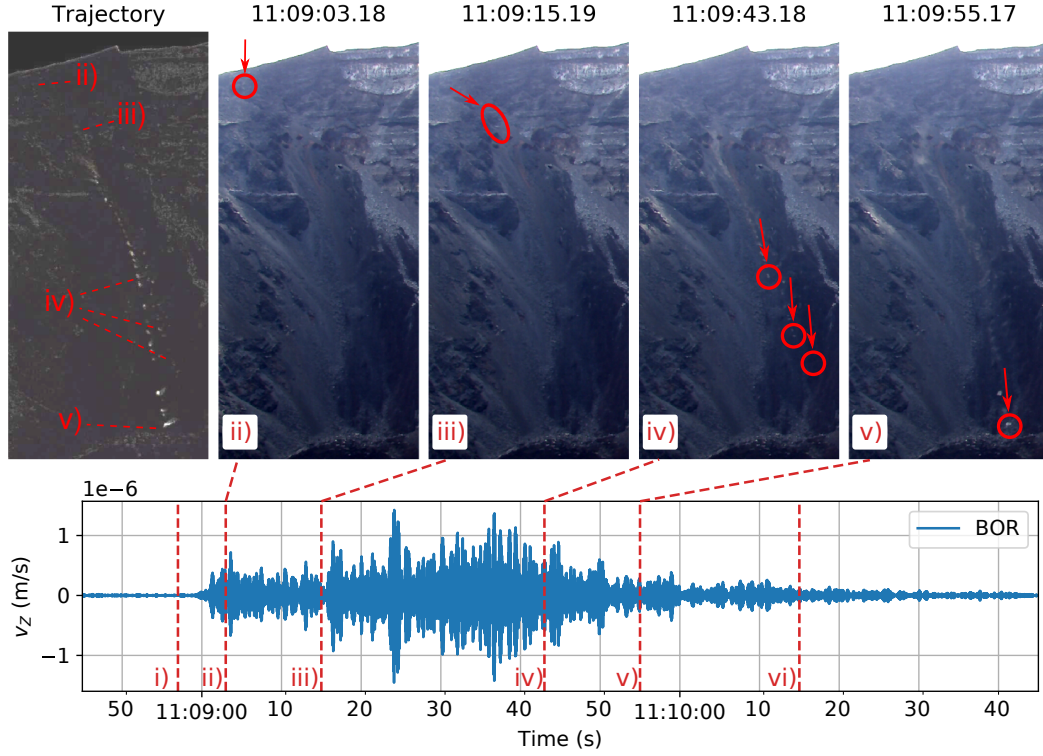 Trajectory 11:09:03.18 11:09:15.19 11:09:43.18 11:09:55.17
ii)
iii)
iv)
v)
ii) iii) iv) v)
1e-6
1
0
−1
v_Z (m/s)
BOR
i) ii) iii) iv) v) vi)
50 11:09:00 10 20 30 40 50 11:10:00 10 20 30 40
Time (s)